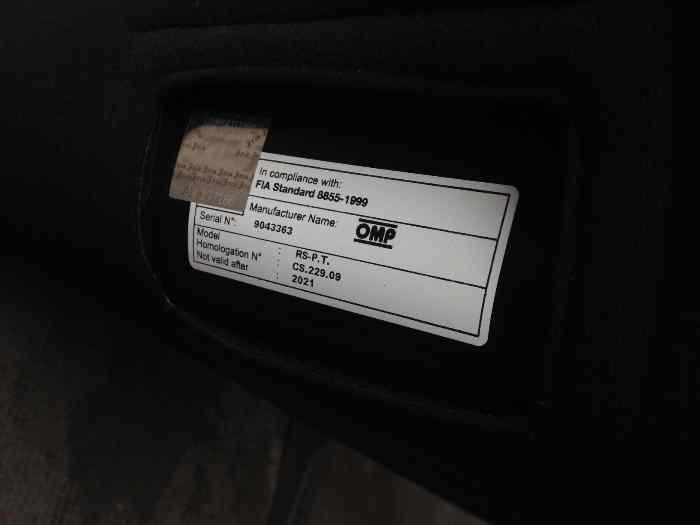 In compliance with:
FIA Standard 8855-1999
Manufacturer Name:
OMP
Serial N°: 9043363
Model : RS-P.T.
Homologation N° : CS.229.09
Not valid after : 2021